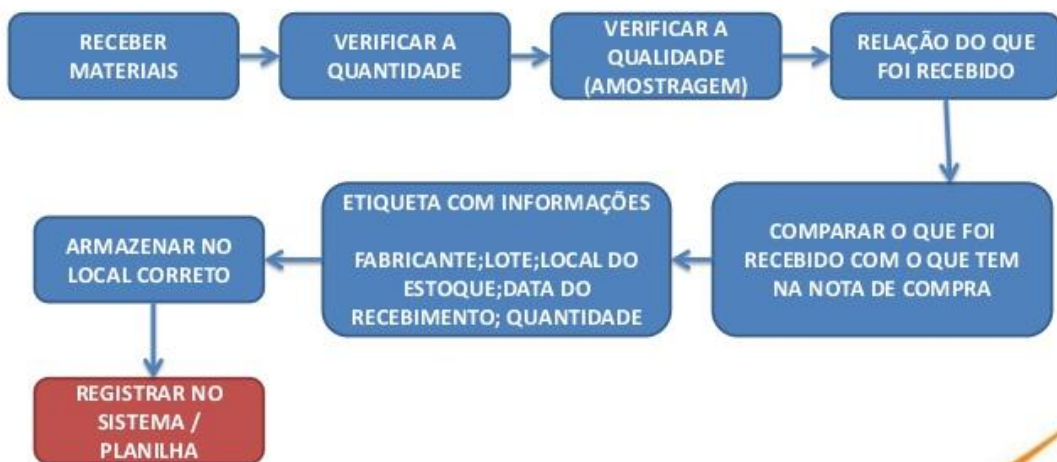 RECEBER
MATERIAIS
VERIFICAR A
QUANTIDADE
VERIFICAR A
QUALIDADE
(AMOSTRAGEM)
RELAÇÃO DO QUE
FOI RECEBIDO
COMPARAR O QUE FOI
RECEBIDO COM O QUE TEM
NA NOTA DE COMPRA
ETIQUETA COM INFORMAÇÕES
FABRICANTE;LOTE;LOCAL DO
ESTOQUE;DATA DO
RECEBIMENTO; QUANTIDADE
ARMAZENAR NO
LOCAL CORRETO
REGISTRAR NO
SISTEMA /
PLANILHA